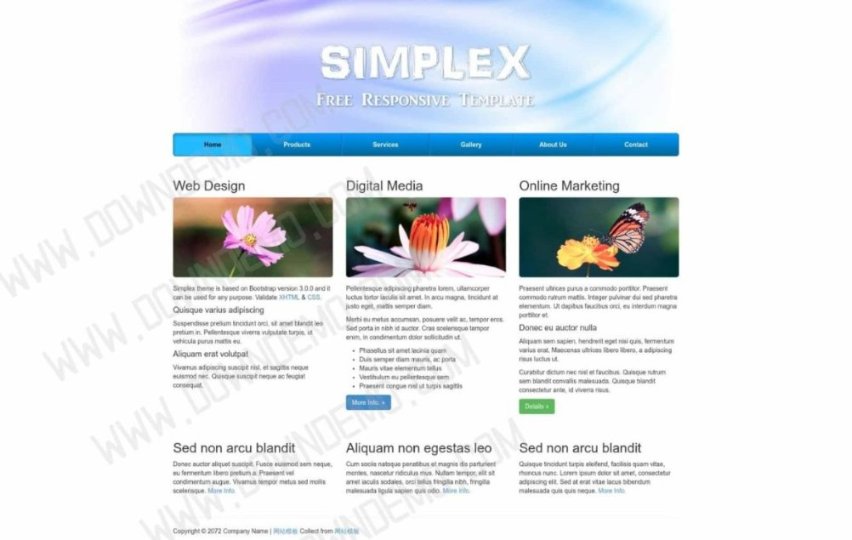 SIMPLEX
Free Responsive Template
Home Products Services Gallery About Us Contact
Web Design
Simplex theme is based on Bootstrap version 3.0.0 and it
can be used for any purpose. Validate XHTML & CSS.
Quisque varius adipiscing
Suspendisse pretium tincidunt orci, sit amet blandit leo
pretium in. Pellentesque viverra vulputate turpis, id
vehicula purus mattis eu.
Aliquam erat volutpat
Vivamus adipiscing suscipit nisl, et sagittis neque
euismod nec. Quisque suscipit neque ac feugiat
consequat.
Digital Media
Pellentesque adipiscing pharetra lorem, ullamcorper
luctus tortor iaculis sit amet. In arcu magna, tincidunt at
justo eget, mattis semper diam.
Morbi eu metus accumsan, posuere velit ac, tempor eros.
Sed porta in nibh id auctor. Cras scelerisque tempor
enim, in condimentum dolor sollicitudin ut.
Phasellus sit amet lacinia quam
Duis semper diam mauris, ac porta
Mauris vitae elementum tellus
Vestibulum eu pellentesque sem
Praesent congue nisl ut turpis sagittis
More Info. »
Online Marketing
Praesent ultrices purus a commodo porttitor. Praesent
commodo rutrum mattis. Integer pulvinar dui sed pharetra
elementum. Ut dapibus faucibus orci, eu interdum magna
porttitor et.
Donec eu auctor nulla
Aliquam sem sapien, hendrerit eget nisi quis, fermentum
varius erat. Maecenas ultrices libero libero, a adipiscing
risus luctus ut.
Curabitur dictum nec nisl et faucibus. Quisque rutrum
sem blandit convallis malesuada. Quisque blandit
consectetur ante, id viverra risus.
Details »
Sed non arcu blandit
Donec auctor aliquet suscipit. Fusce euismod sem neque,
eu fermentum libero pretium a. Praesent vel
condimentum augue. Vivamus tempor metus sed mollis
scelerisque. More Info.
Aliquam non egestas leo
Cum sociis natoque penatibus et magnis dis parturient
montes, nascetur ridiculus mus. Nullam tempor, elit sit
amet iaculis sodales, orci tellus fringilla nibh, fringilla
malesuada ligula sapien quis odio. More Info.
Sed non arcu blandit
Quisque tincidunt turpis eleifend, facilisis quam vitae,
rhoncus nunc. Lorem ipsum dolor sit amet, consectetur
adipiscing elit. Sed at erat vitae lacus bibendum
malesuada quis quis neque. More Info.
Copyright © 2072 Company Name | 网站模板 Collect from 网站模板
WWW.DOWNDEMO.COM
WWW.DOWNDEMO.COM
WWW.DOWNDEMO.COM
WWW.DOWNDEMO.COM